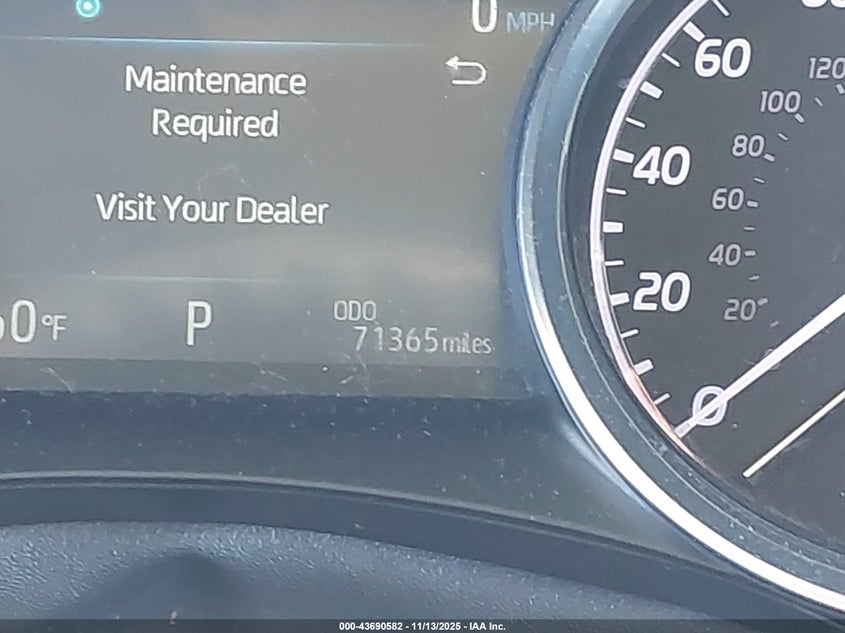 0 MPH
Maintenance
Required
Visit Your Dealer
°F
P
ODO
71365 miles
60
40
20
0
120
100
80
60
40
20
000-43690582 - 11/13/2025 - IAA Inc.